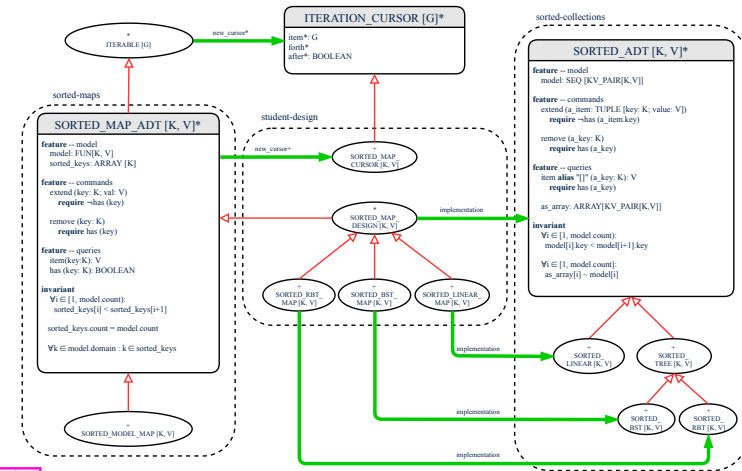 *
ITERABLE [G]
new_cursor*
ITERATION_CURSOR [G]*
item*: G
forth*
after*: BOOLEAN
sorted-maps
SORTED_MAP_ADT [K, V]*
feature -- model
model: FUN[K, V]
sorted_keys: ARRAY [K]
feature -- commands
extend (key: K; val: V)
require ¬has (key)
remove (key: K)
require has (key)
feature -- queries
item(key:K): V
has (key: K): BOOLEAN
invariant
∀i ∈ [1, model.count):
sorted_keys[i] < sorted_keys[i+1]
sorted_keys.count = model.count
∀k ∈ model.domain : k ∈ sorted_keys
+
SORTED_MODEL_MAP [K, V]
student-design
new_cursor+
+
SORTED_MAP_
CURSOR [K, V]
*
SORTED_MAP_
DESIGN [K, V]
implementation
+
SORTED_RBT_
MAP [K, V]
+
SORTED_BST_
MAP [K, V]
+
SORTED_LINEAR_
MAP [K, V]
implementation
implementation
implementation
sorted-collections
SORTED_ADT [K, V]*
feature -- model
model: SEQ [KV_PAIR[K,V]]
feature -- commands
extend (a_item: TUPLE [key: K; value: V])
require ¬has (a_item.key)
remove (a_key: K)
require has (a_key)
feature -- queries
item alias "[]" (a_key: K): V
require has (a_key)
as_array: ARRAY[KV_PAIR[K,V]]
invariant
∀i ∈ [1, model.count):
model[i].key < model[i+1].key
∀i ∈ [1, model.count]:
as_array[i] ~ model[i]
+
SORTED_
LINEAR [K, V]
+
SORTED_
TREE [K, V]
+
SORTED_
BST [K, V]
+
SORTED_
RBT [K, V]